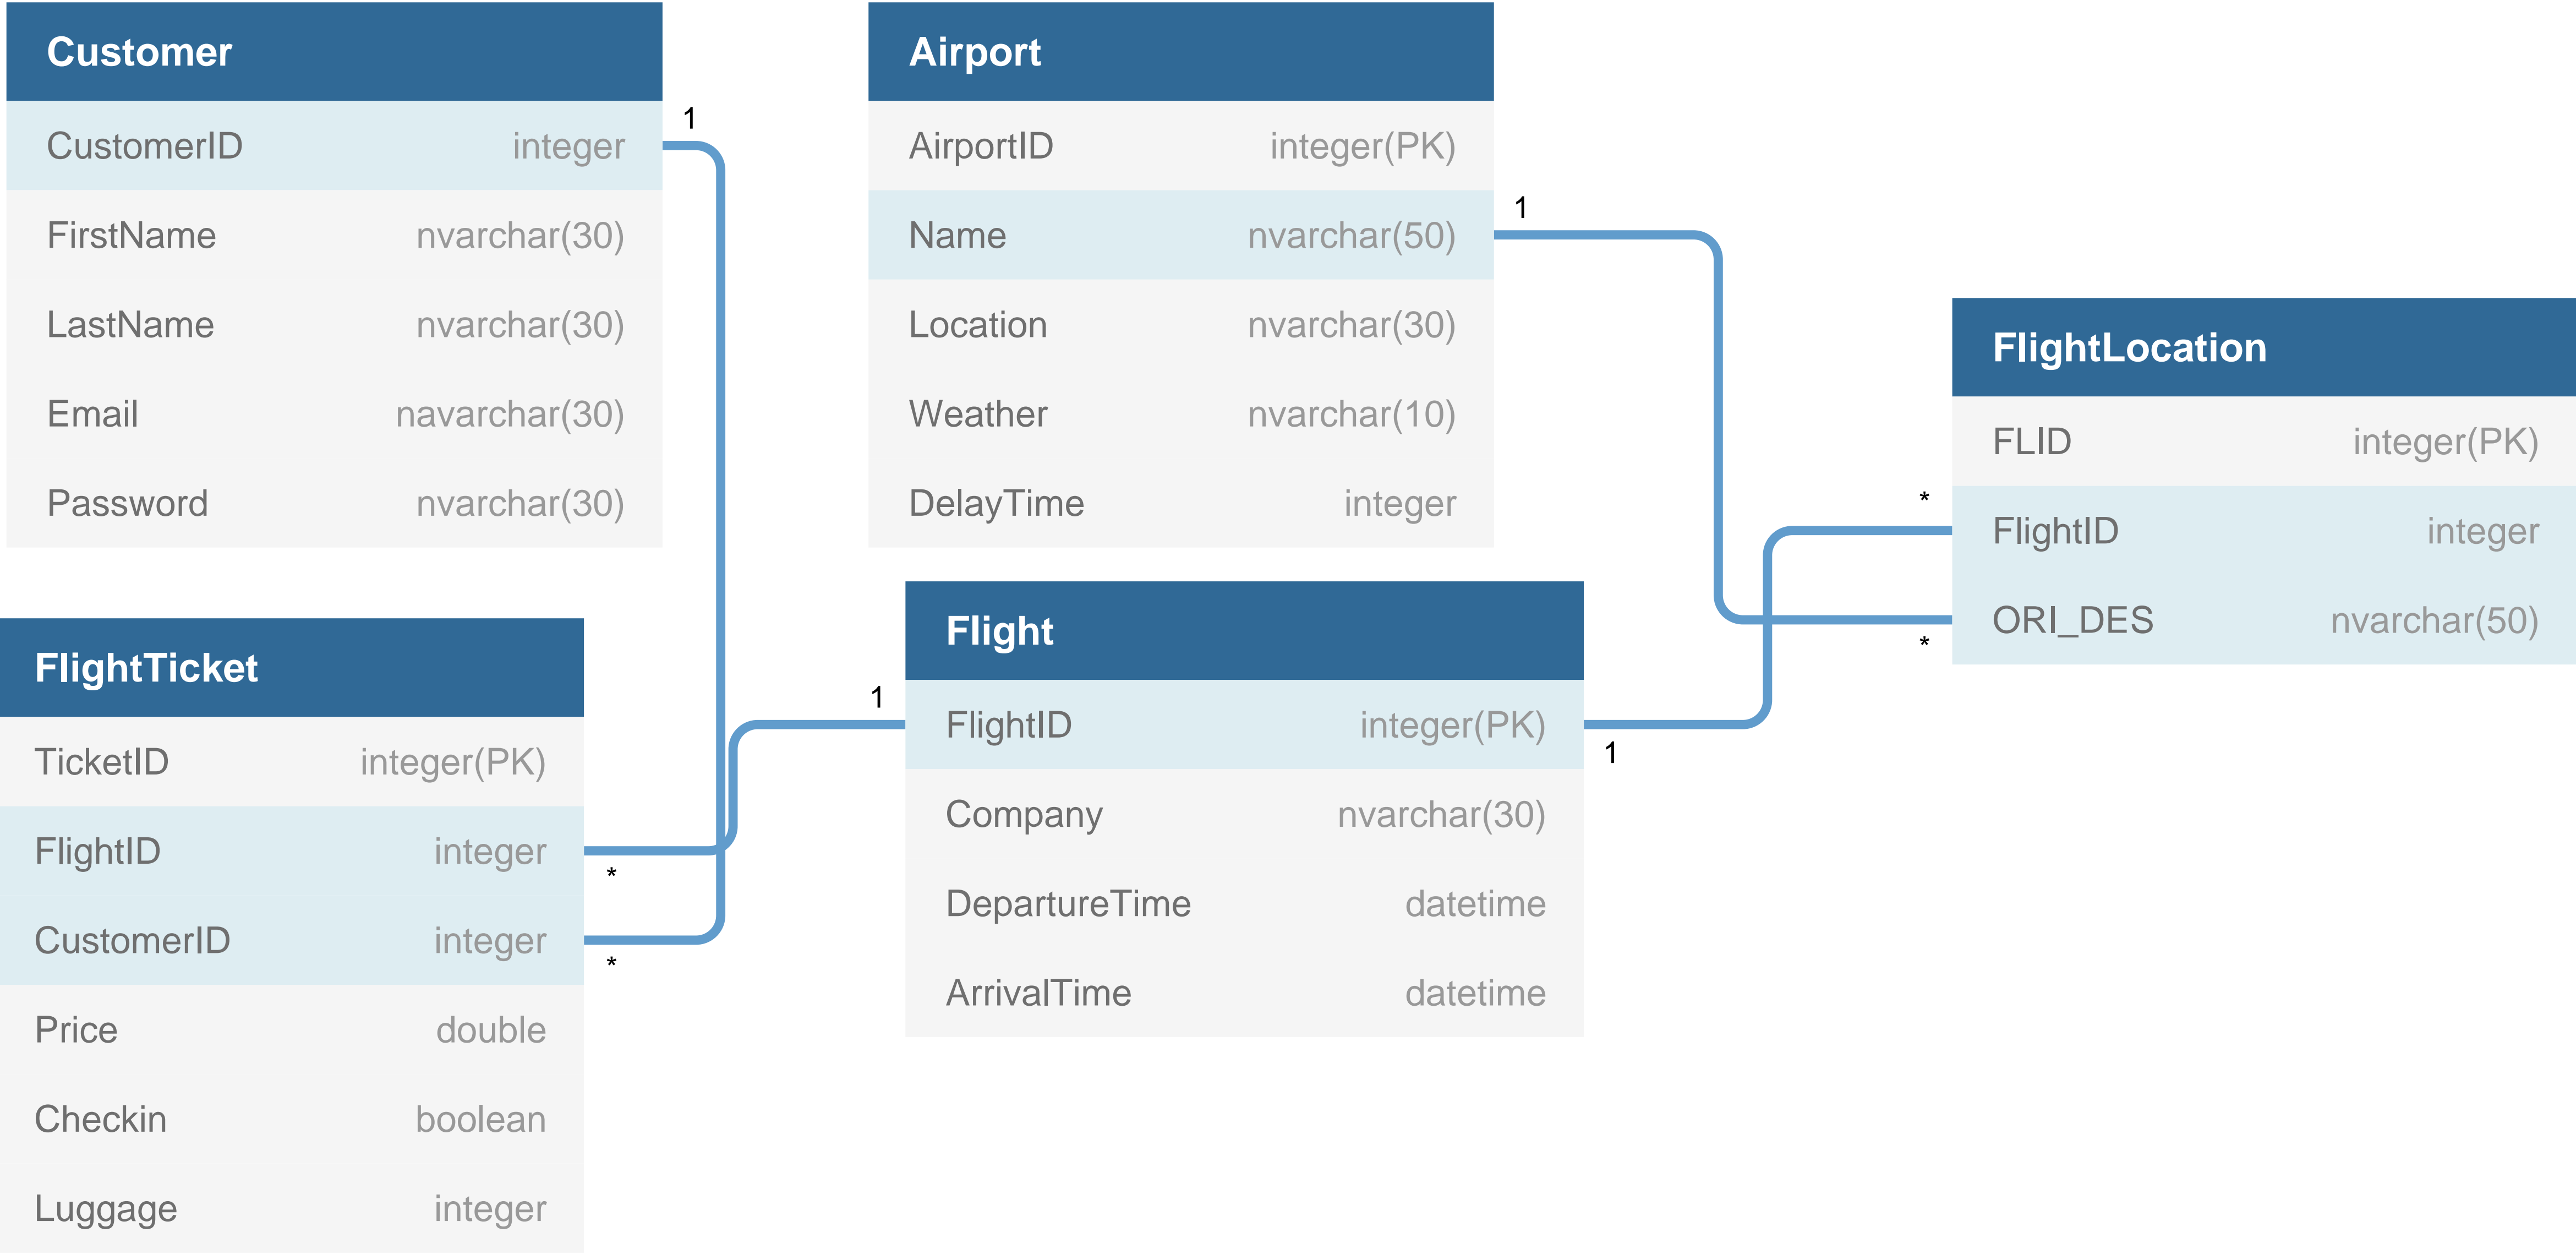 Customer
CustomerID integer
FirstName nvarchar(30)
LastName nvarchar(30)
Email navarchar(30)
Password nvarchar(30)
1
Airport
AirportID integer(PK)
Name nvarchar(50)
Location nvarchar(30)
Weather nvarchar(10)
DelayTime integer
1
FlightLocation
FLID integer(PK)
* FlightID integer
* ORI_DES nvarchar(50)
FlightTicket
TicketID integer(PK)
FlightID integer
*
CustomerID integer
*
Price double
Checkin boolean
Luggage integer
Flight
1 FlightID integer(PK) 1
Company nvarchar(30)
DepartureTime datetime
ArrivalTime datetime